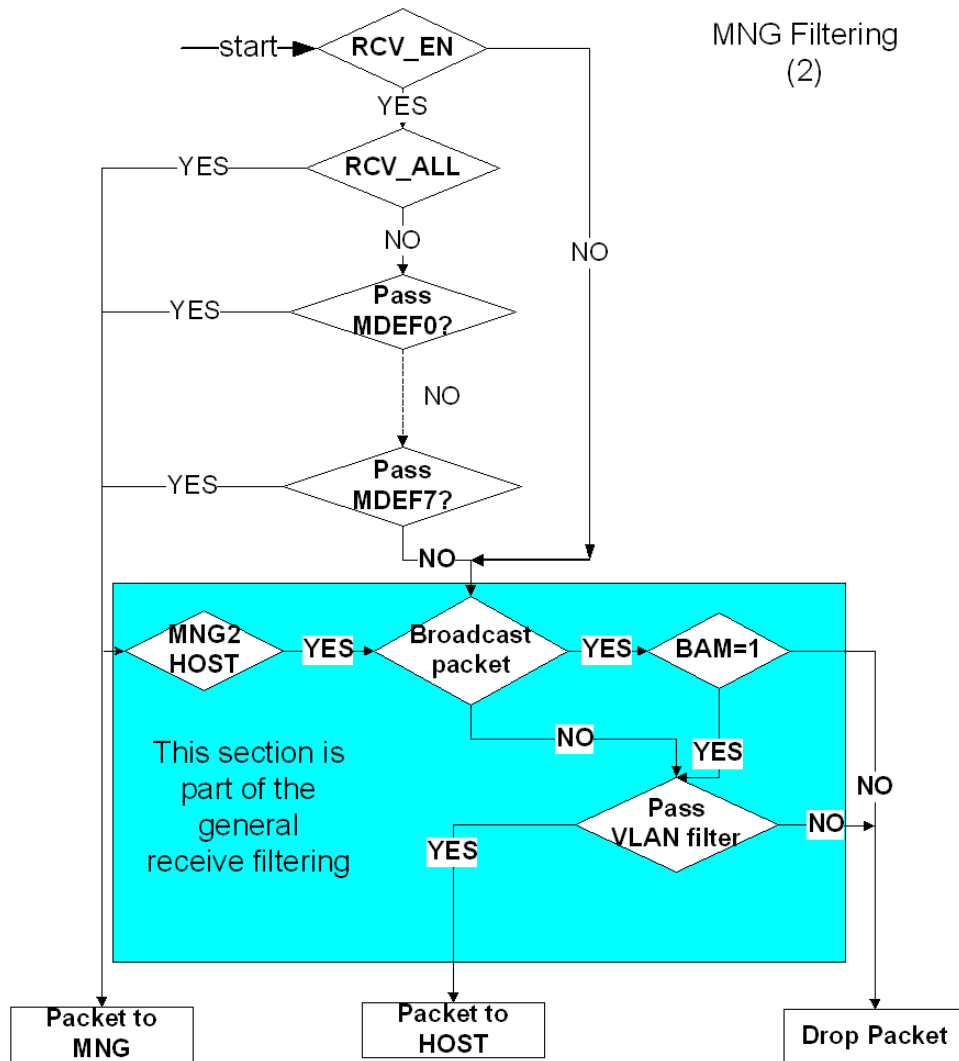 MNG Filtering
(2)
start
RCV_EN
YES
RCV_ALL
YES
NO
NO
Pass
MDEF0?
YES
NO
Pass
MDEF7?
YES
NO
MNG2
HOST
YES
Broadcast
packet
YES
BAM=1
NO
YES
NO
This section is
part of the
general
receive filtering
Pass
VLAN filter
YES
NO
Packet to
MNG
Packet to
HOST
Drop Packet